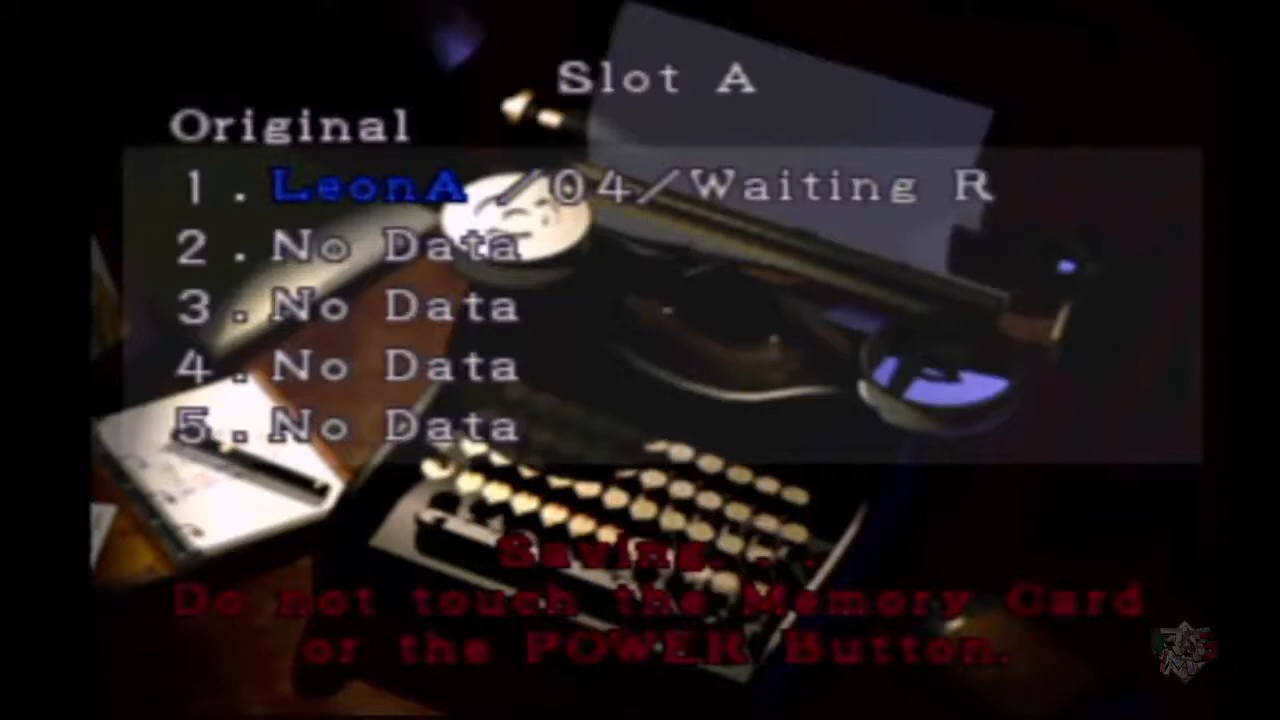 Slot A
Original
1. LeonA /04/Waiting R
2. No Data
3. No Data
4. No Data
5. No Data
Saving...
Do not touch the Memory Card
or the POWER Button.